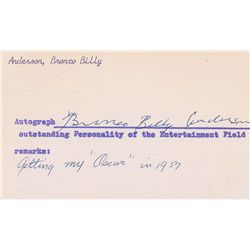 Anderson, Bronco Billy
Autograph Bronco Billy Anderson
outstanding Personality of the Entertainment Field
remarks:
Getting my "Oscar" in 1957